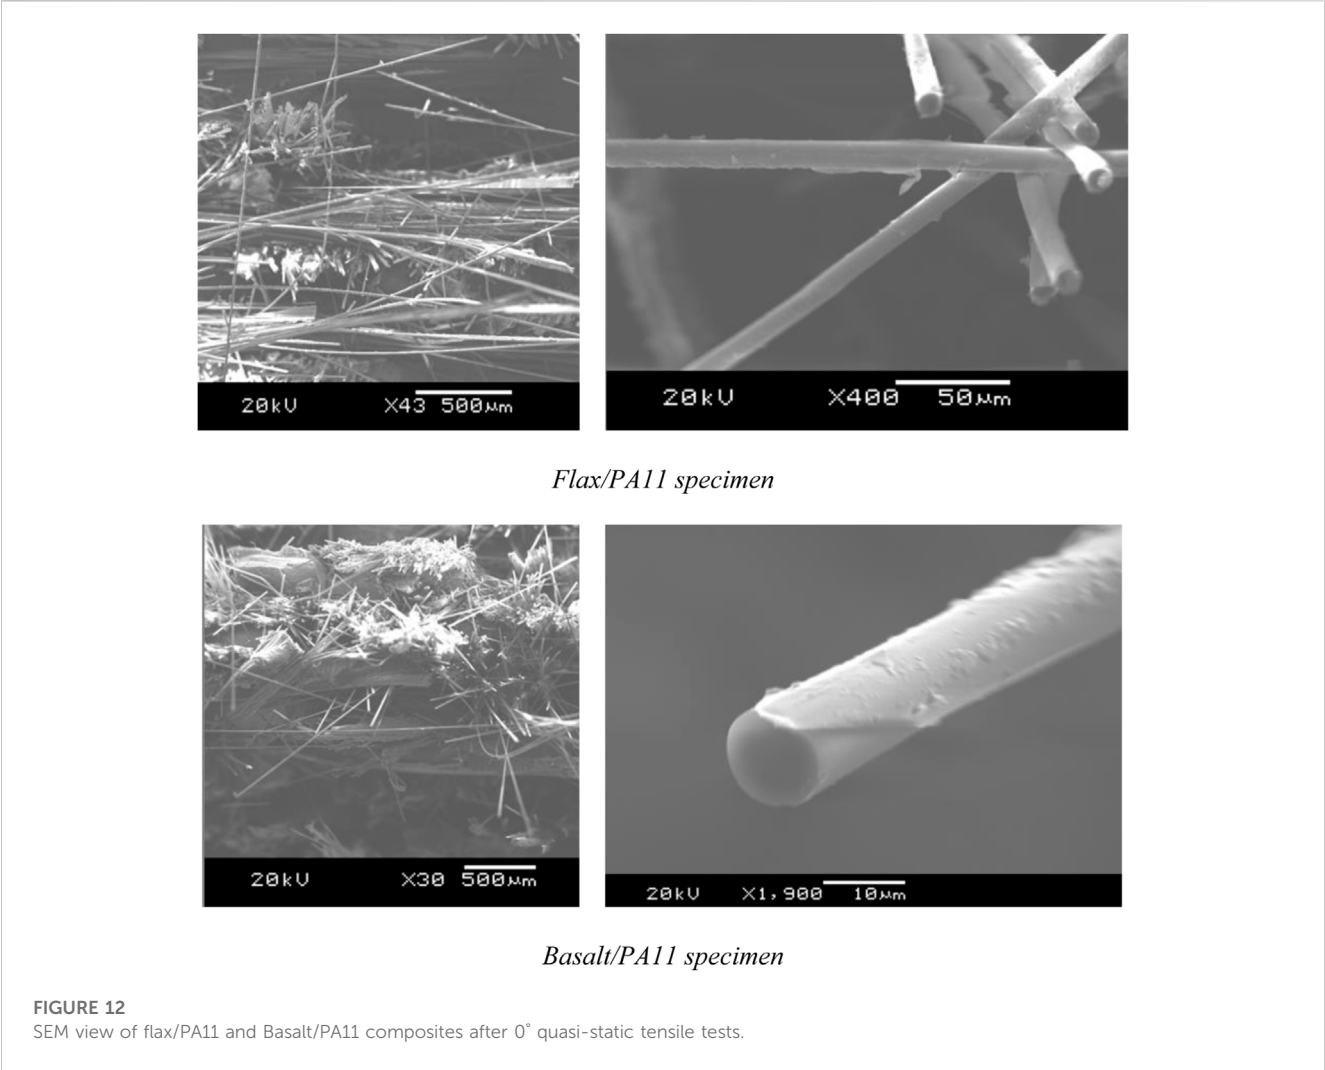 20kV X43 500μm
20kV X400 50μm
Flax/PA11 specimen
20kV X30 500μm
20kV X1,900 10μm
Basalt/PA11 specimen
FIGURE 12
SEM view of flax/PA11 and Basalt/PA11 composites after 0° quasi-static tensile tests.